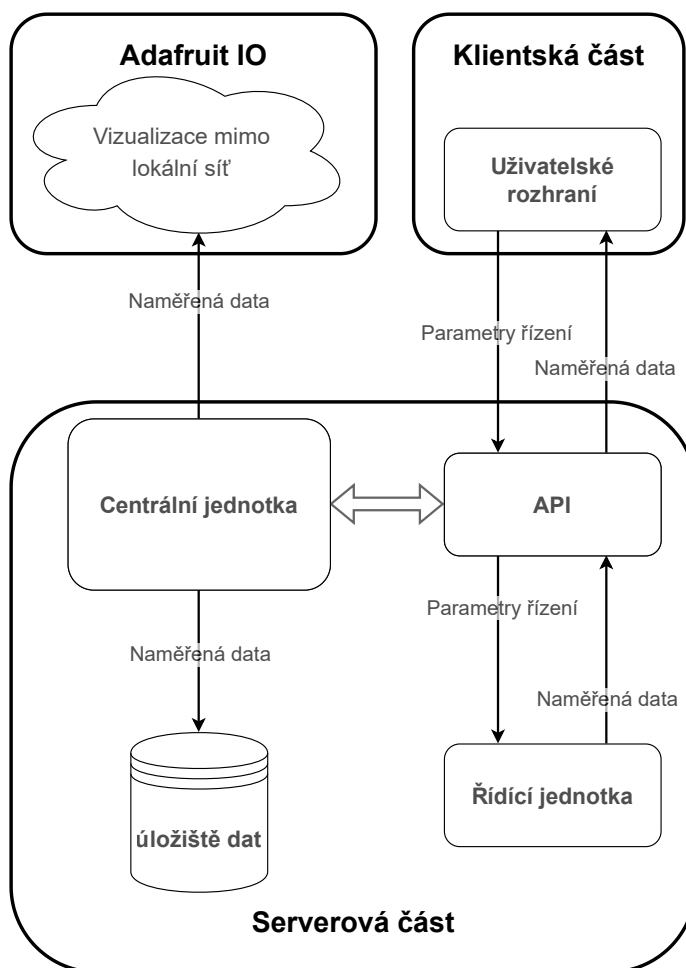 Adafruit IO
Vizualizace mimo
lokální síť
Klientská část
Uživatelské
rozhraní
Naměřená data
Parametry řízení
Naměřená data
Centrální jednotka
API
Parametry řízení
Naměřená data
Naměřená data
Řídící jednotka
úložiště dat
Serverová část